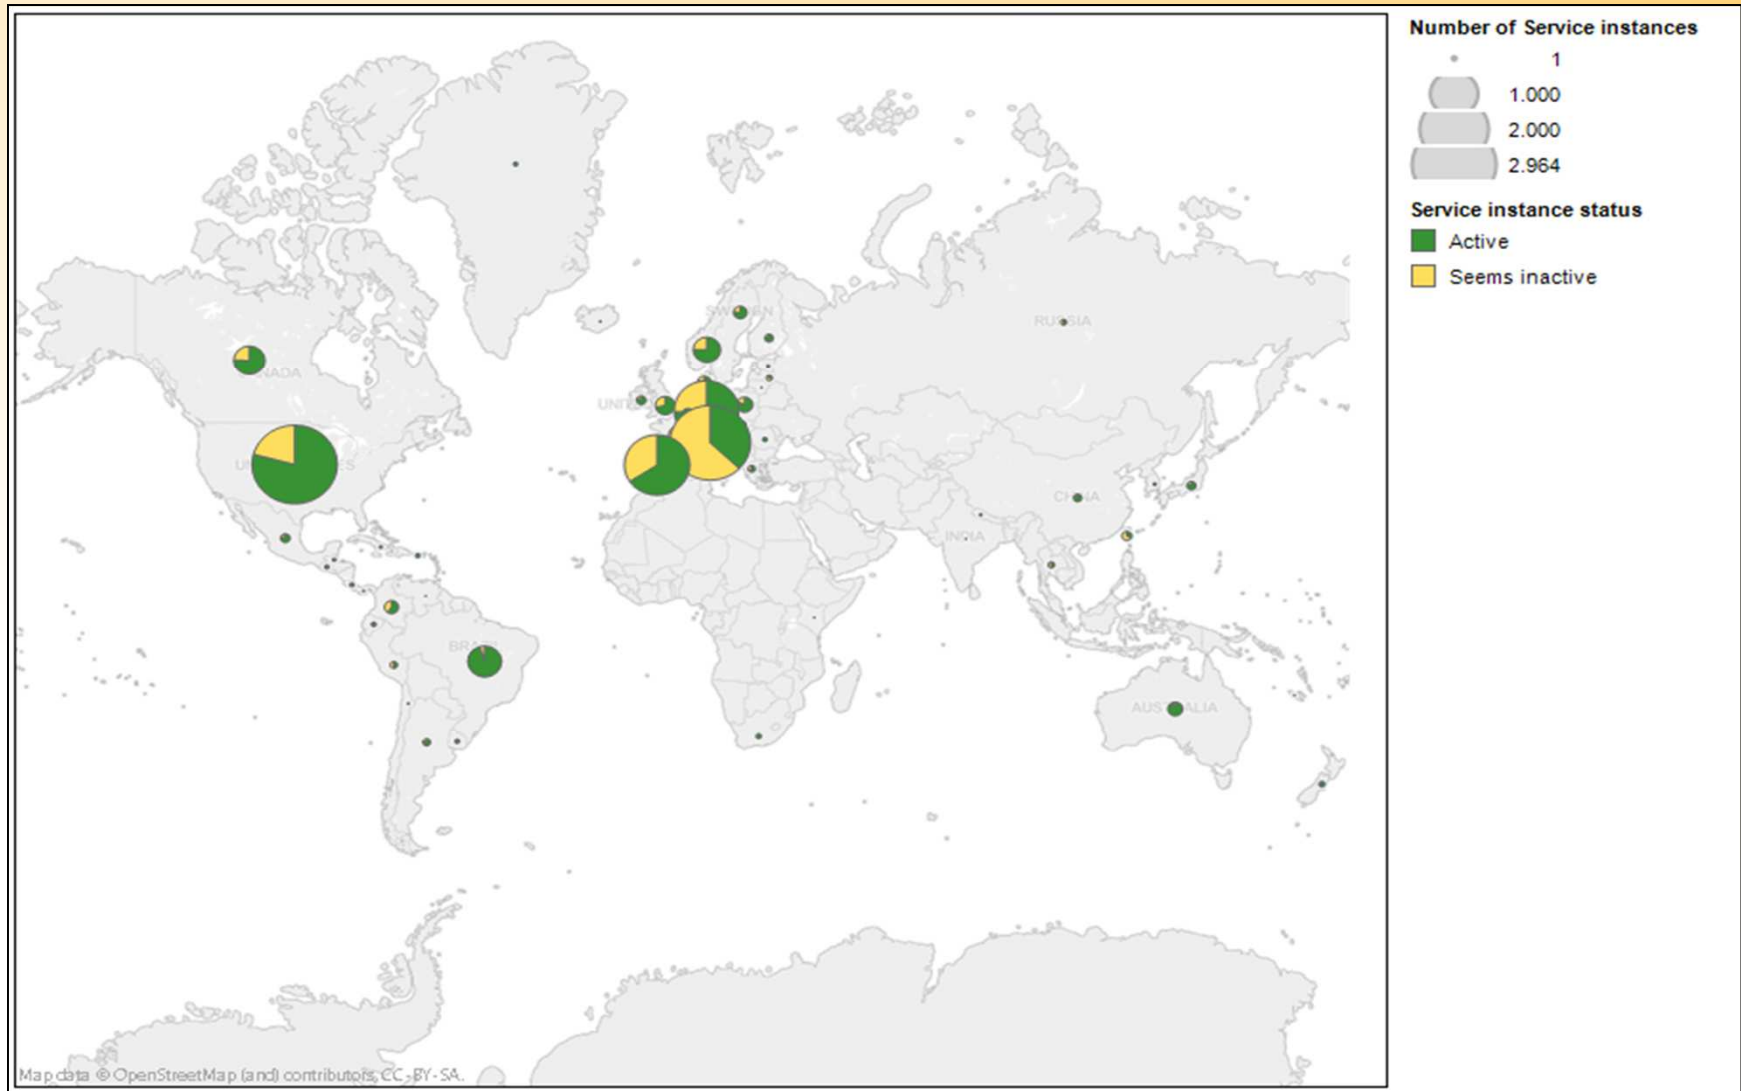 Number of Service instances
1
1.000
2.000
2.964
Service instance status
Active
Seems inactive
RUSSIA
CHINA
INDIA
Map data © OpenStreetMap (and) contributors, CC-BY-SA.